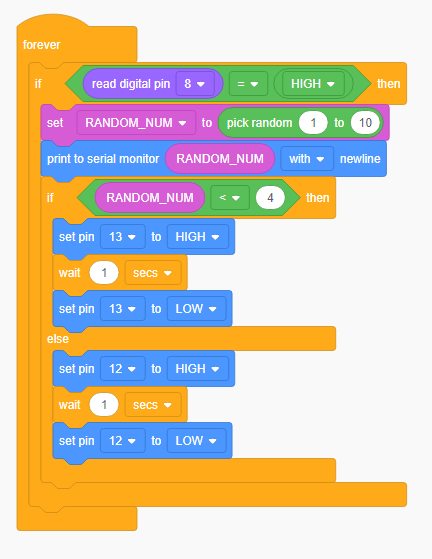 forever
if read digital pin 8 = HIGH then
set RANDOM_NUM to pick random 1 to 10
print to serial monitor RANDOM_NUM with newline
if RANDOM_NUM < 4 then
set pin 13 to HIGH
wait 1 secs
set pin 13 to LOW
else
set pin 12 to HIGH
wait 1 secs
set pin 12 to LOW